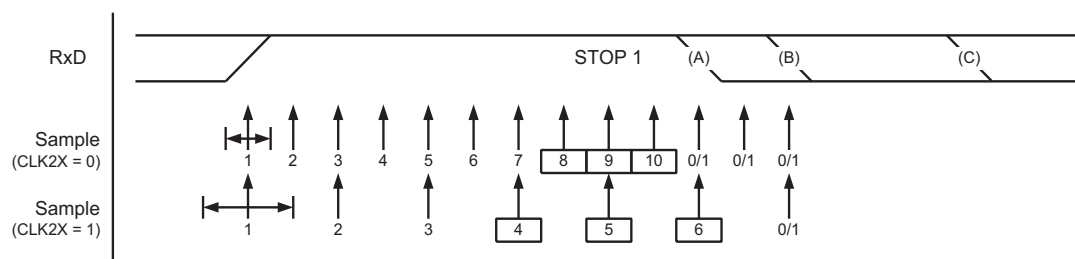 RxD STOP 1 (A) (B) (C)
Sample
(CLK2X = 0)
1 2 3 4 5 6 7 8 9 10 0/1 0/1 0/1
Sample
(CLK2X = 1)
1 2 3 4 5 6 0/1